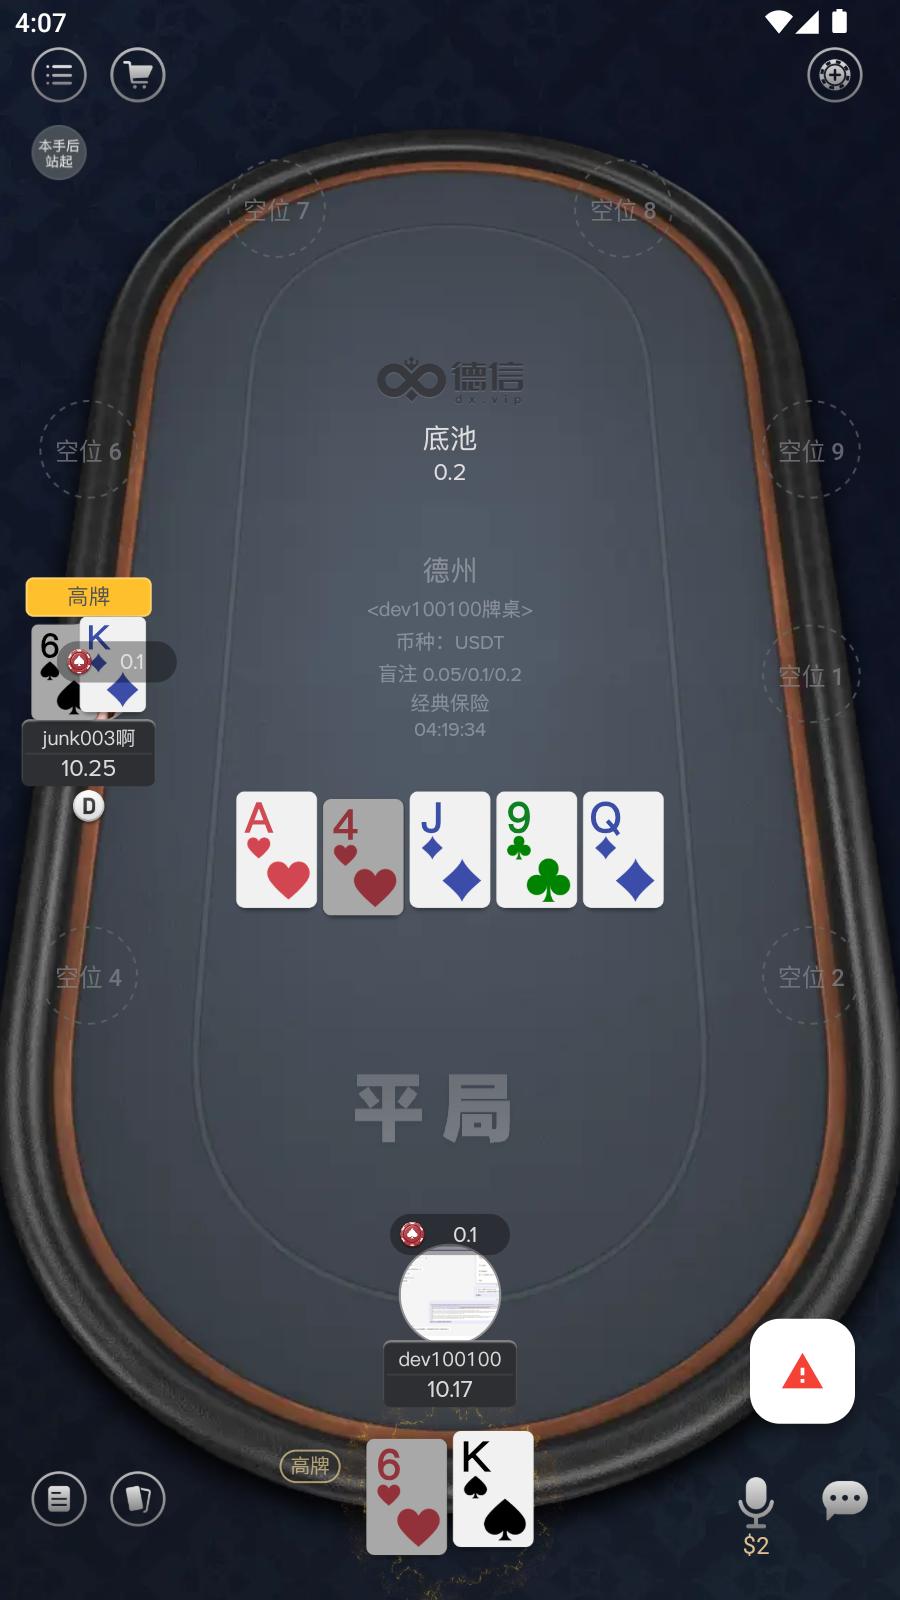 4:07
本手后
站起
空位 7
空位 8
德信
dx.vip
底池
0.2
空位 6
空位 9
德州
<dev100100牌桌>
币种：USDT
盲注 0.05/0.1/0.2
经典保险
04:19:34
高牌
6
K
0.1
junk003啊
10.25
D
空位 1
A
4
J
9
Q
空位 4
空位 2
平局
0.1
dev100100
10.17
高牌
6
K
$2